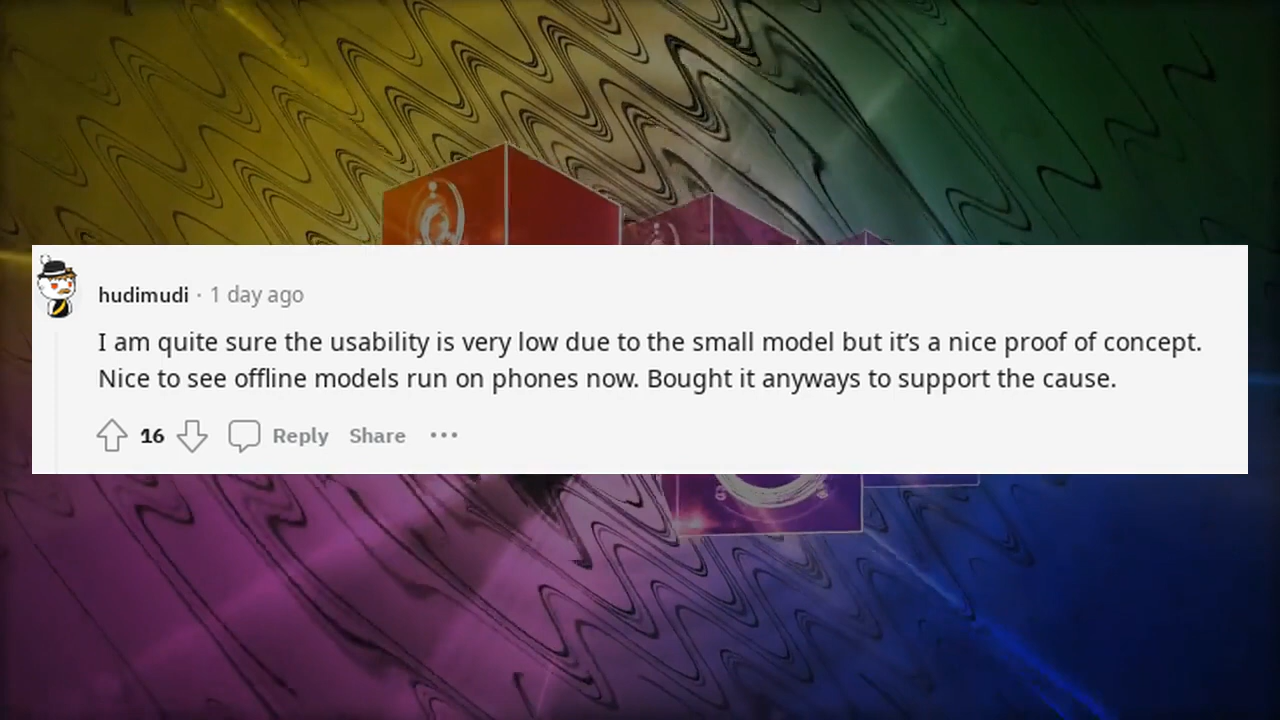 hudimudi · 1 day ago
I am quite sure the usability is very low due to the small model but it’s a nice proof of concept.
Nice to see offline models run on phones now. Bought it anyways to support the cause.
16 Reply Share •••